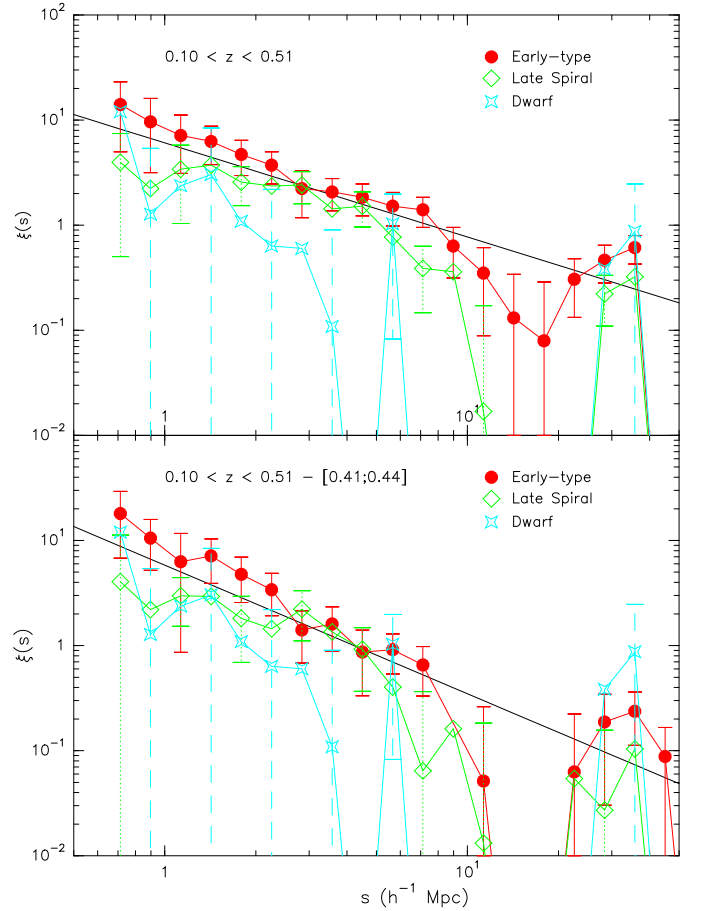 0.10 < z < 0.51
Early-type
Late Spiral
Dwarf
10²
10
1
10⁻¹
10⁻²
ξ(s)
1
10¹
0.10 < z < 0.51 − [0.41;0.44]
Early-type
Late Spiral
Dwarf
10
1
10⁻¹
10⁻²
ξ(s)
1
10¹
s (h⁻¹ Mpc)